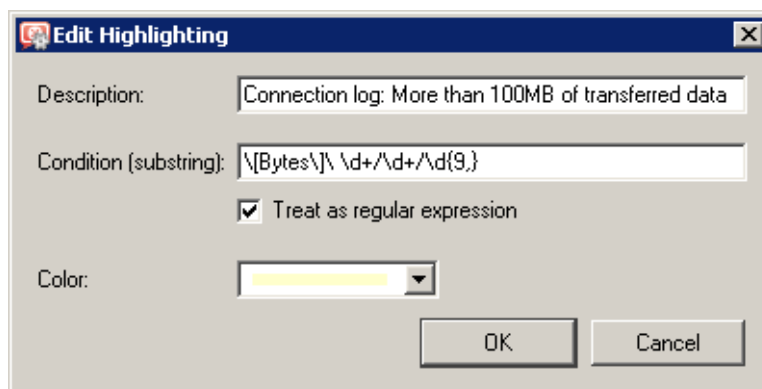 Edit Highlighting
Description: Connection log: More than 100MB of transferred data
Condition (substring): \[Bytes\]\ \d+/\d+/\d{9,}
Treat as regular expression
Color:
OK Cancel